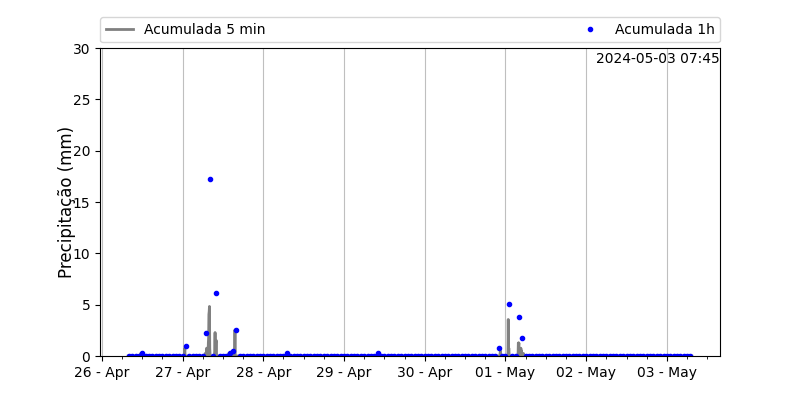 Acumulada 5 min
Acumulada 1h
2024-05-03 07:45
Precipitação (mm)
30
25
20
15
10
5
0
26 - Apr 27 - Apr 28 - Apr 29 - Apr 30 - Apr 01 - May 02 - May 03 - May